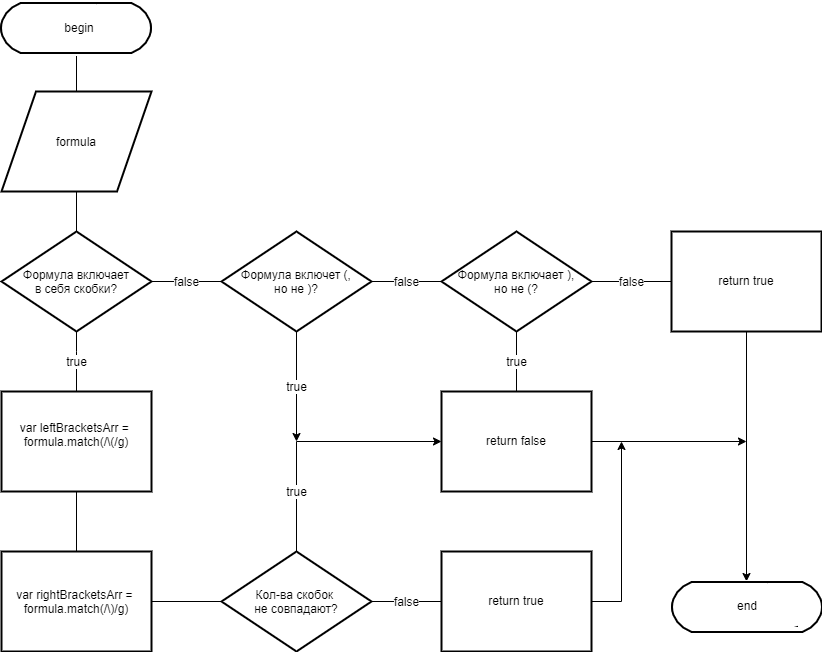 begin
formula
Формула включает
в себя скобки?
false
Формула включет (,
но не )?
false
Формула включает ),
но не (?
false
return true
true
true
true
var leftBracketsArr =
formula.match(/\(/g)
return false
true
var rightBracketsArr =
formula.match(/\)/g)
Кол-ва скобок
не совпадают?
false
return true
end